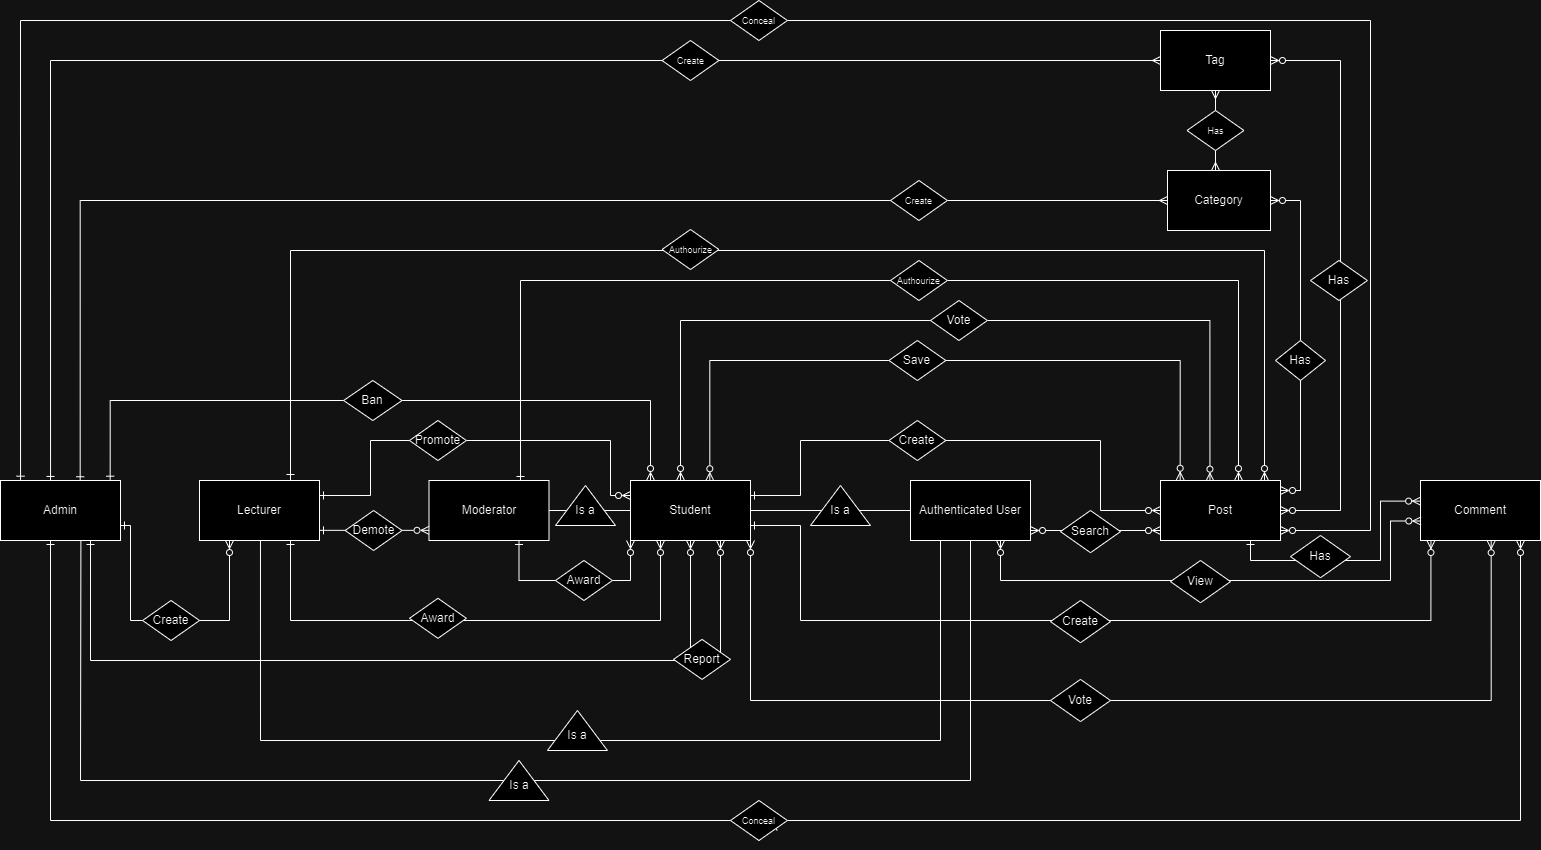 Conceal
Create
Tag
Has
Create
Category
Authourize
Authourize
Has
Vote
Save
Has
Ban
Promote
Create
Admin
Lecturer
Moderator
Is a
Student
Is a
Authenticated User
Post
Comment
Demote
Search
Has
Award
View
Create
Award
Create
Report
Vote
Is a
Is a
Conceal